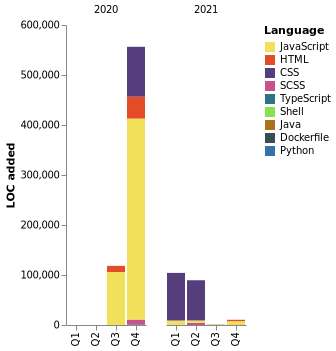 2020 2021
Language
JavaScript
HTML
CSS
SCSS
TypeScript
Shell
Java
Dockerfile
Python
LOC added
600,000
500,000
400,000
300,000
200,000
100,000
0
Q1 Q2 Q3 Q4 Q1 Q2 Q3 Q4